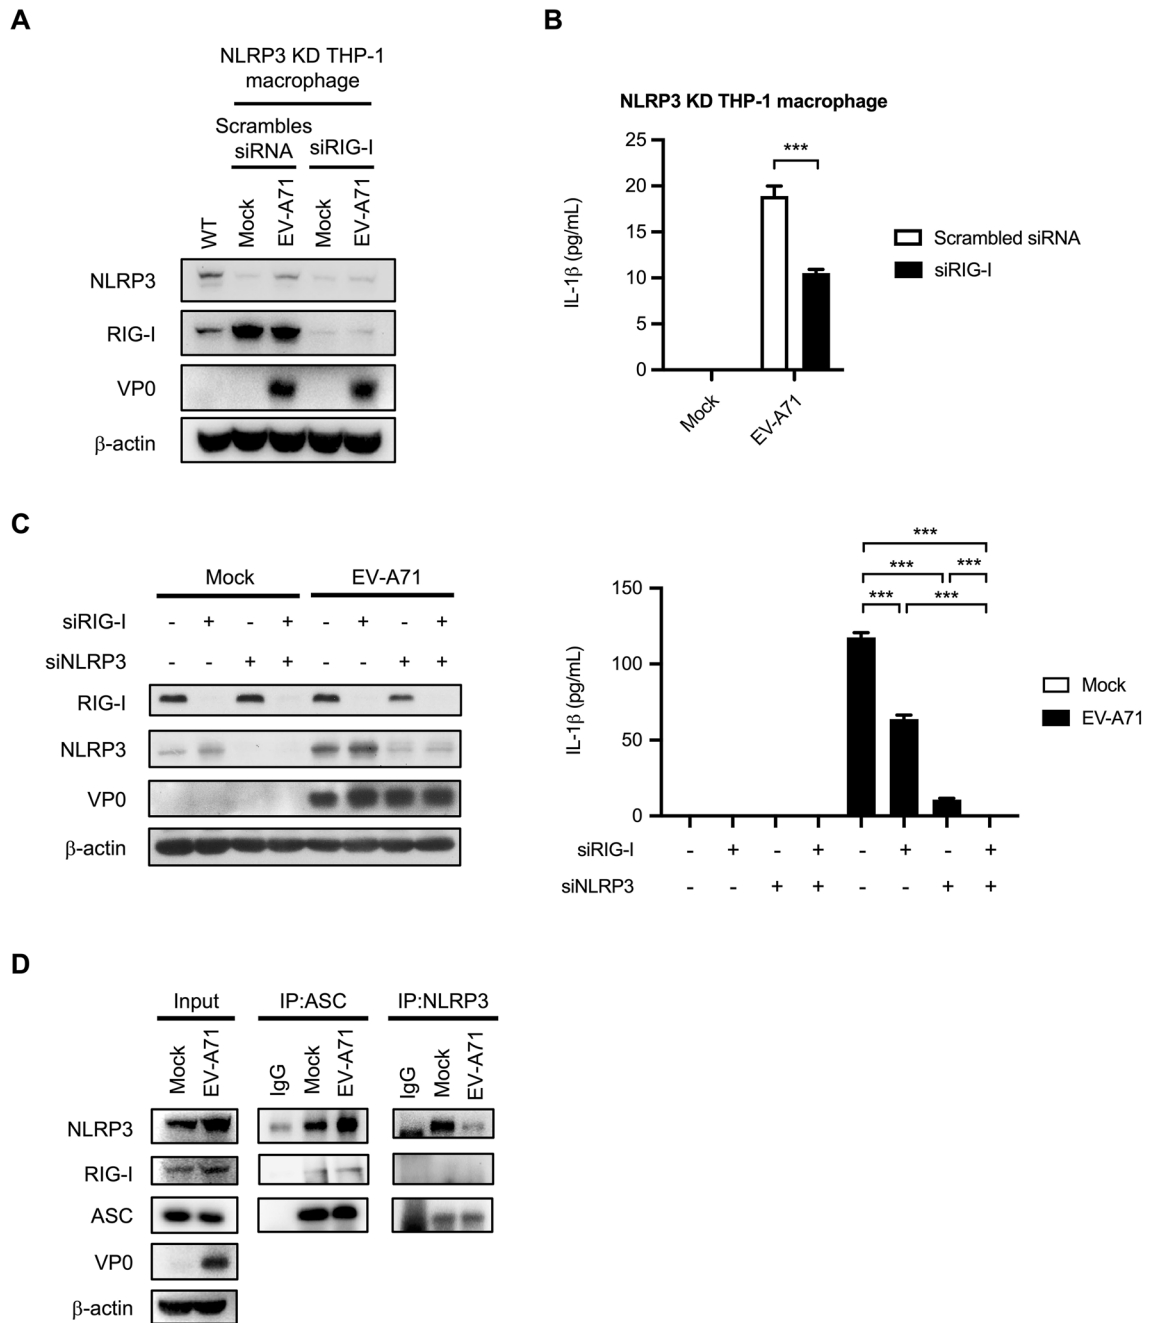 A
NLRP3 KD THP-1
macrophage
Scrambles
siRNA
siRIG-I
WT
Mock
EV-A71
Mock
EV-A71
NLRP3
RIG-I
VP0
β-actin
B
NLRP3 KD THP-1 macrophage
IL-1β (pg/mL)
25
20
15
10
5
0
***
Mock
EV-A71
Scrambled siRNA
siRIG-I
C
Mock EV-A71
siRIG-I - + - + - + - +
siNLRP3 - - + + - - + +
RIG-I
NLRP3
VP0
β-actin
***
*** ***
*** ***
IL-1β (pg/mL)
150
100
50
0
siRIG-I - + - + - + - +
siNLRP3 - - + + - - + +
Mock
EV-A71
D
Input IP:ASC IP:NLRP3
Mock EV-A71 IgG Mock EV-A71 IgG Mock EV-A71
NLRP3
RIG-I
ASC
VP0
β-actin